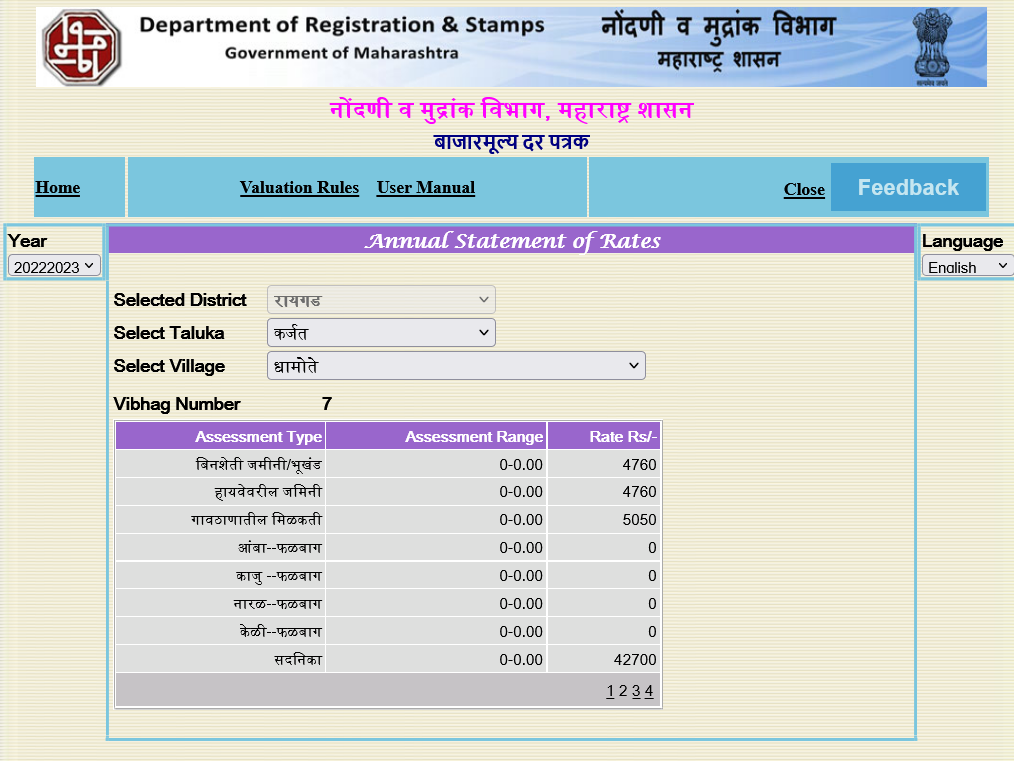 Department of Registration & Stamps
Government of Maharashtra
नोंदणी व मुद्रांक विभाग
महाराष्ट्र शासन
नोंदणी व मुद्रांक विभाग, महाराष्ट्र शासन
बाजारमूल्य दर पत्रक
Home Valuation Rules User Manual Close Feedback
Year Annual Statement of Rates Language
20222023 English
Selected District रायगड
Select Taluka कर्जत
Select Village धामोते
Vibhag Number 7
Assessment Type Assessment Range Rate Rs/-
बिनशेती जमीनी/भूखंड 0-0.00 4760
हायवेवरील जमिनी 0-0.00 4760
गावठाणातील मिळकती 0-0.00 5050
आंबा--फळबाग 0-0.00 0
काजु --फळबाग 0-0.00 0
नारळ--फळबाग 0-0.00 0
केळी--फळबाग 0-0.00 0
सदनिका 0-0.00 42700
1 2 3 4